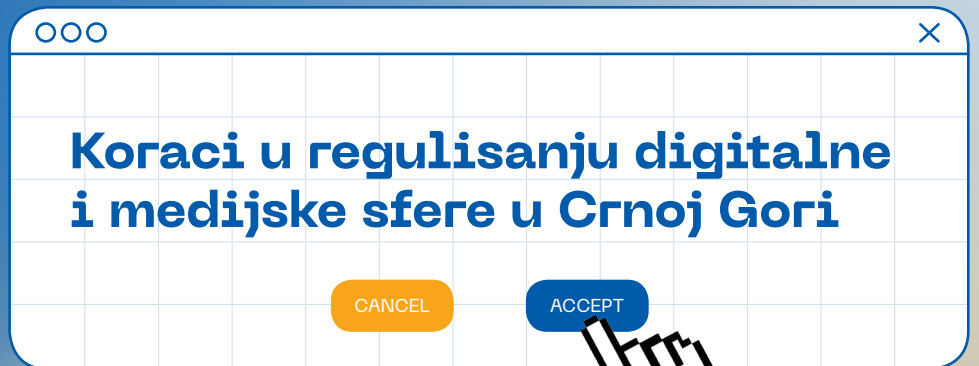 Koraci u regulisanju digitalne
i medijske sfere u Crnoj Gori
CANCEL
ACCEPT